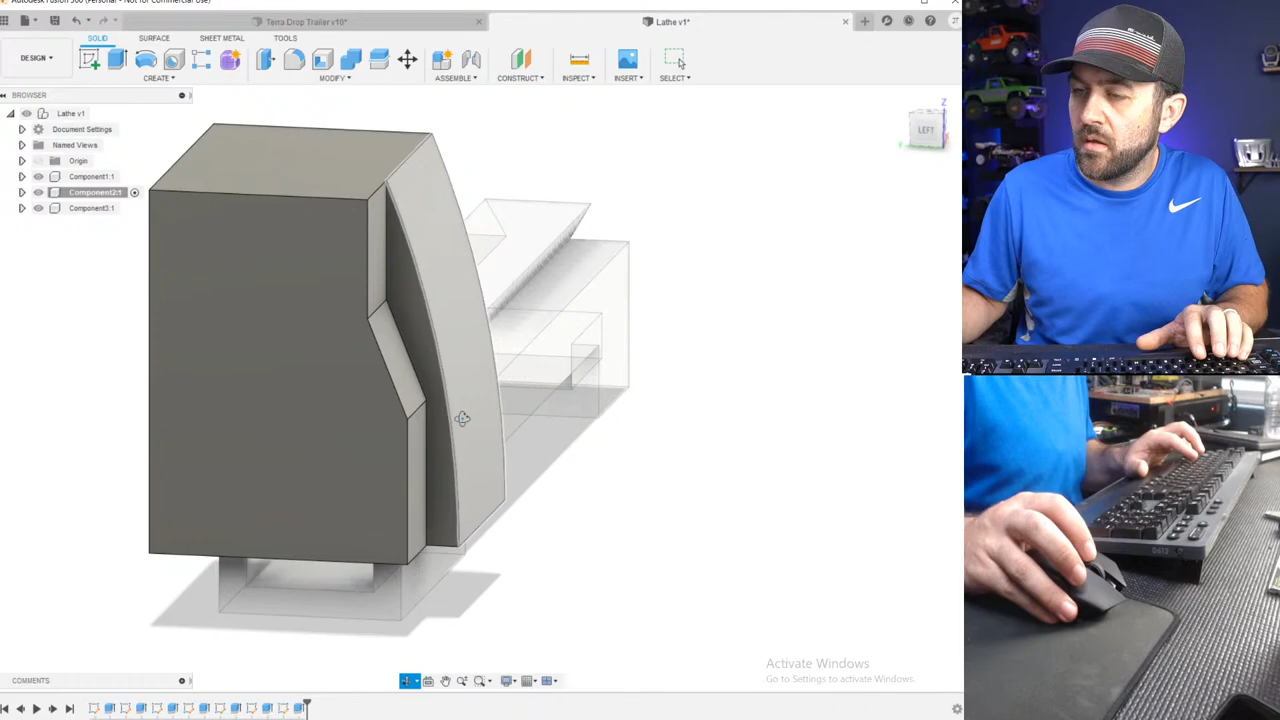 Autodesk Fusion 360 (Personal - Not for Commercial Use)
Terra Drop Trailer v10*
Lathe v1*
SOLID SURFACE SHEET METAL TOOLS
DESIGN
CREATE MODIFY ASSEMBLE CONSTRUCT INSPECT INSERT SELECT
BROWSER
Lathe v1
Document Settings
Named Views
Origin
Component1:1
Component2:1
Component3:1
Z
LEFT
Activate Windows
Go to Settings to activate Windows.
COMMENTS